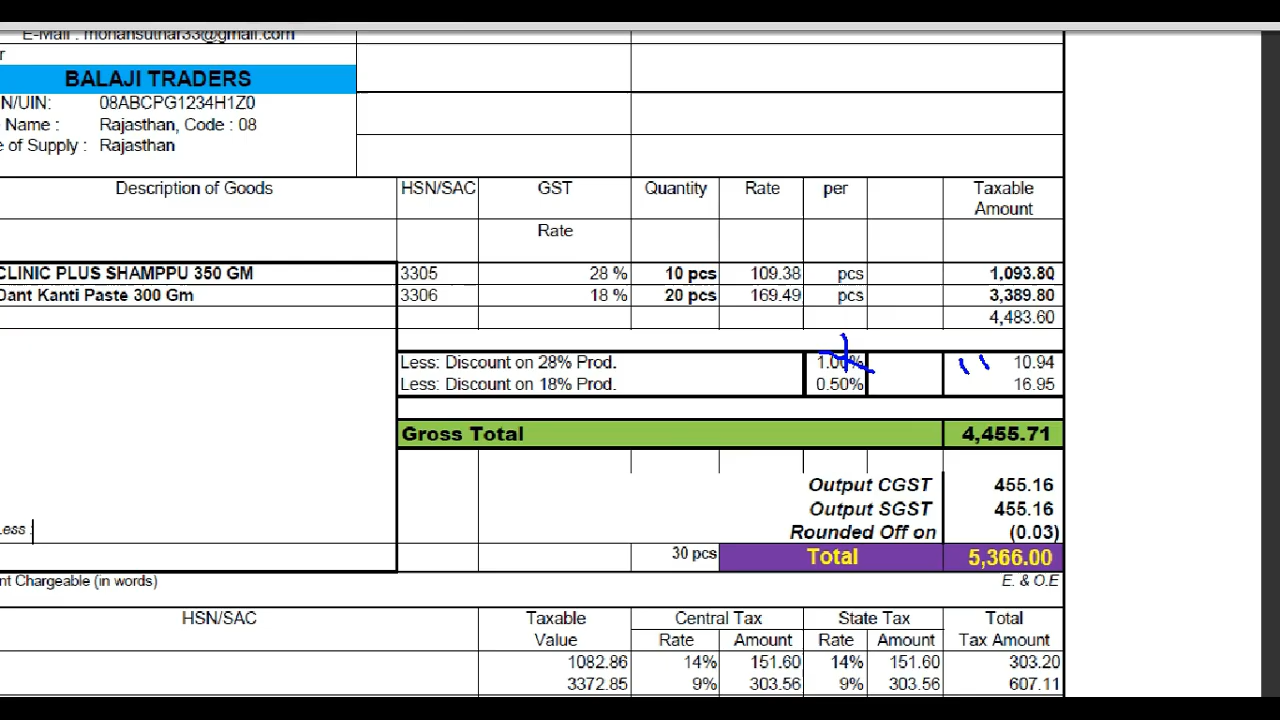 E-Mail : mohansuthar33@gmail.com
r
BALAJI TRADERS
N/UIN: 08ABCPG1234H1Z0
Name : Rajasthan, Code : 08
e of Supply : Rajasthan
Description of Goods HSN/SAC GST Quantity Rate per Taxable
Amount
Rate
CLINIC PLUS SHAMPPU 350 GM 3305 28 % 10 pcs 109.38 pcs 1,093.80
Dant Kanti Paste 300 Gm 3306 18 % 20 pcs 169.49 pcs 3,389.80
4,483.60
Less: Discount on 28% Prod. 1.00% 10.94
Less: Discount on 18% Prod. 0.50% 16.95
Gross Total 4,455.71
Output CGST 455.16
Output SGST 455.16
Less : Rounded Off on (0.03)
30 pcs Total 5,366.00
nt Chargeable (in words) E. & O.E
HSN/SAC Taxable Central Tax State Tax Total
Value Rate Amount Rate Amount Tax Amount
1082.86 14% 151.60 14% 151.60 303.20
3372.85 9% 303.56 9% 303.56 607.11